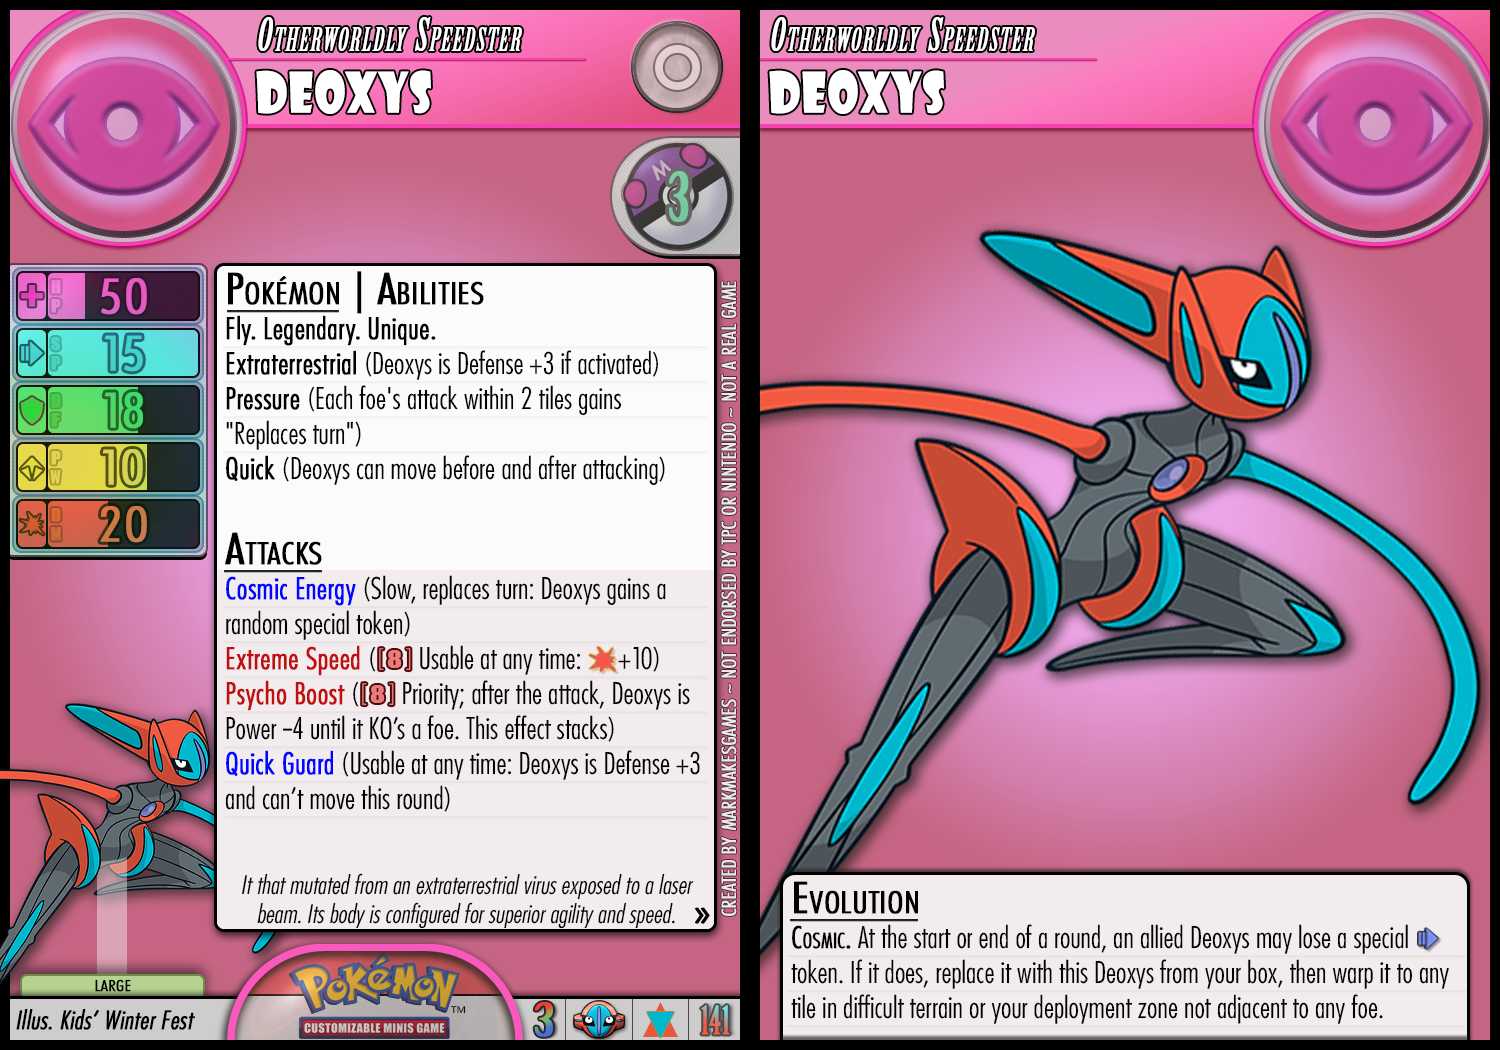 Otherworldly Speedster
DEOXYS
M
3
HP 50
SP 15
DF 18
PW 10
DM 20
Pokémon | Abilities
Fly. Legendary. Unique.
Extraterrestrial (Deoxys is Defense +3 if activated)
Pressure (Each foe's attack within 2 tiles gains
"Replaces turn")
Quick (Deoxys can move before and after attacking)
Attacks
Cosmic Energy (Slow, replaces turn: Deoxys gains a
random special token)
Extreme Speed ([8] Usable at any time: +10)
Psycho Boost ([8] Priority; after the attack, Deoxys is
Power –4 until it KO’s a foe. This effect stacks)
Quick Guard (Usable at any time: Deoxys is Defense +3
and can’t move this round)
It that mutated from an extraterrestrial virus exposed to a laser
beam. Its body is configured for superior agility and speed. »
CREATED BY MARKMAKESGAMES ~ NOT ENDORSED BY TPC OR NINTENDO ~ NOT A REAL GAME
LARGE
Illus. Kids’ Winter Fest
POKéMON TM
CUSTOMIZABLE MINIS GAME
3
141
Otherworldly Speedster
DEOXYS
Evolution
Cosmic. At the start or end of a round, an allied Deoxys may lose a special
token. If it does, replace it with this Deoxys from your box, then warp it to any
tile in difficult terrain or your deployment zone not adjacent to any foe.